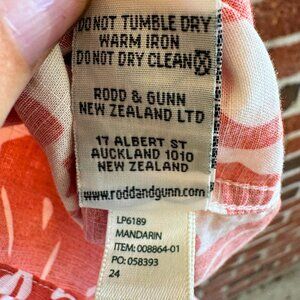 DO NOT TUMBLE DRY
WARM IRON
DO NOT DRY CLEAN
RODD & GUNN
NEW ZEALAND LTD
17 ALBERT ST
AUCKLAND 1010
NEW ZEALAND
www.roddandgunn.com
LP6189
MANDARIN
ITEM: 008864-01
PO: 058393
24